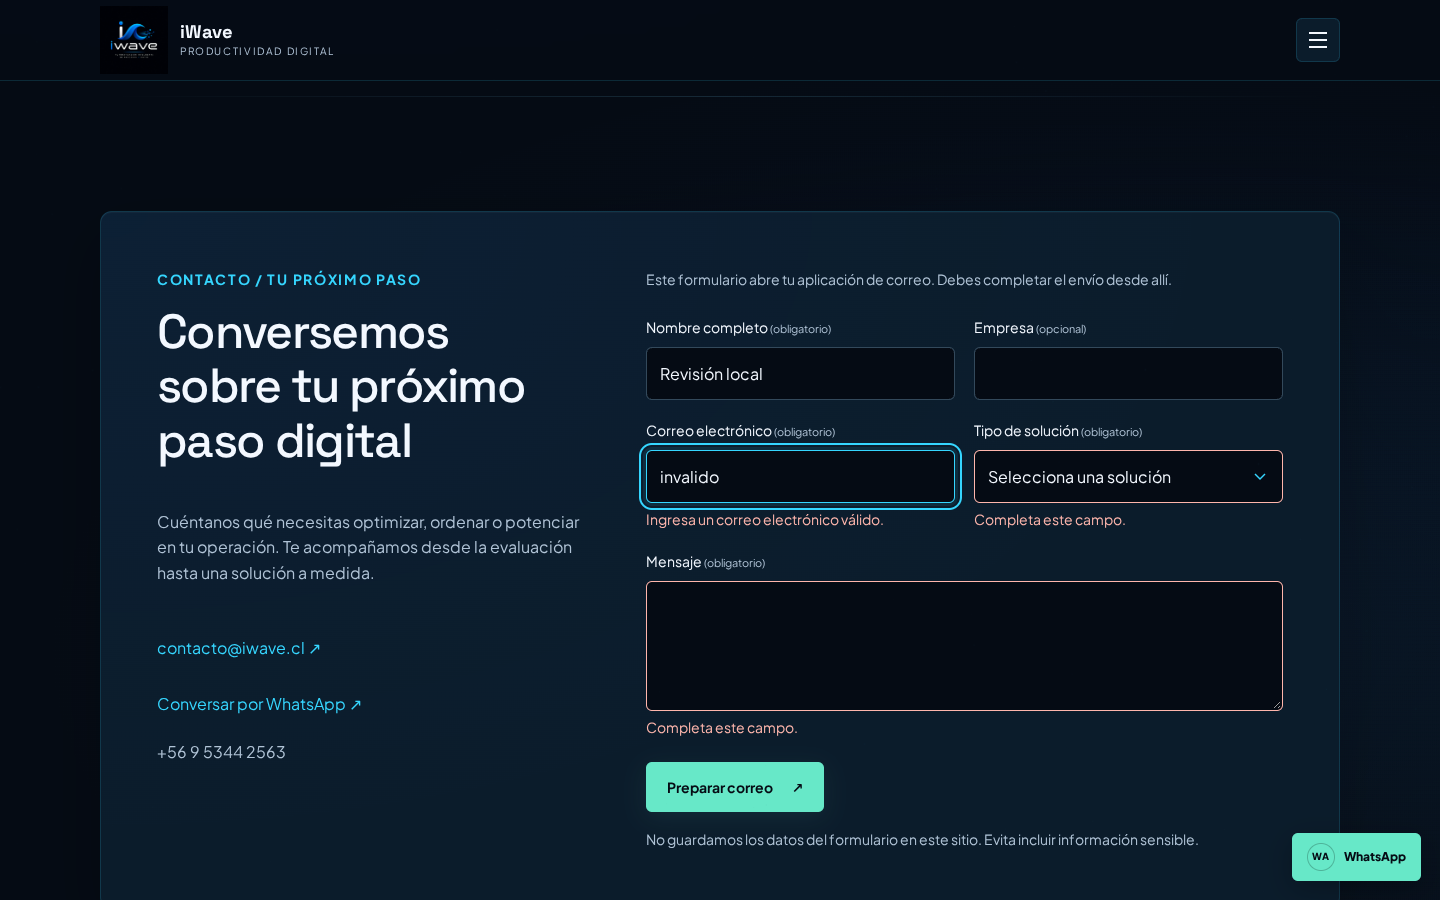 iwave
iWave
PRODUCTIVIDAD DIGITAL
CONTACTO / TU PRÓXIMO PASO
Conversemos
sobre tu próximo
paso digital
Cuéntanos qué necesitas optimizar, ordenar o potenciar
en tu operación. Te acompañamos desde la evaluación
hasta una solución a medida.
contacto@iwave.cl ↗
Conversar por WhatsApp ↗
+56 9 5344 2563
Este formulario abre tu aplicación de correo. Debes completar el envío desde allí.
Nombre completo (obligatorio)
Revisión local
Empresa (opcional)
Correo electrónico (obligatorio)
invalido
Ingresa un correo electrónico válido.
Tipo de solución (obligatorio)
Selecciona una solución
Completa este campo.
Mensaje (obligatorio)
Completa este campo.
Preparar correo ↗
No guardamos los datos del formulario en este sitio. Evita incluir información sensible.
WA WhatsApp